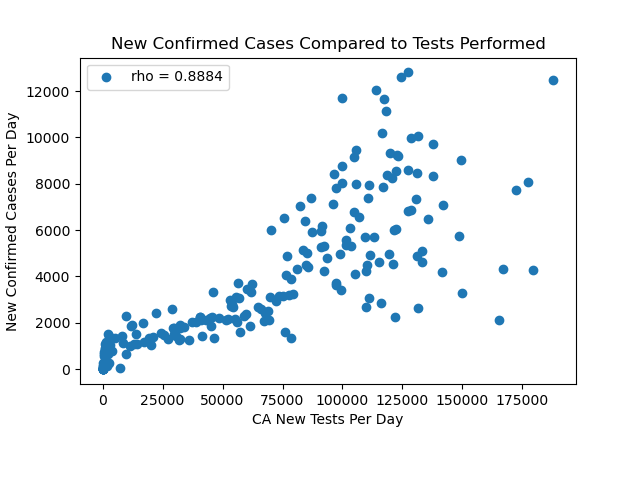 New Confirmed Cases Compared to Tests Performed
rho = 0.8884
New Confirmed Caeses Per Day
12000
10000
8000
6000
4000
2000
0
0 25000 50000 75000 100000 125000 150000 175000
CA New Tests Per Day